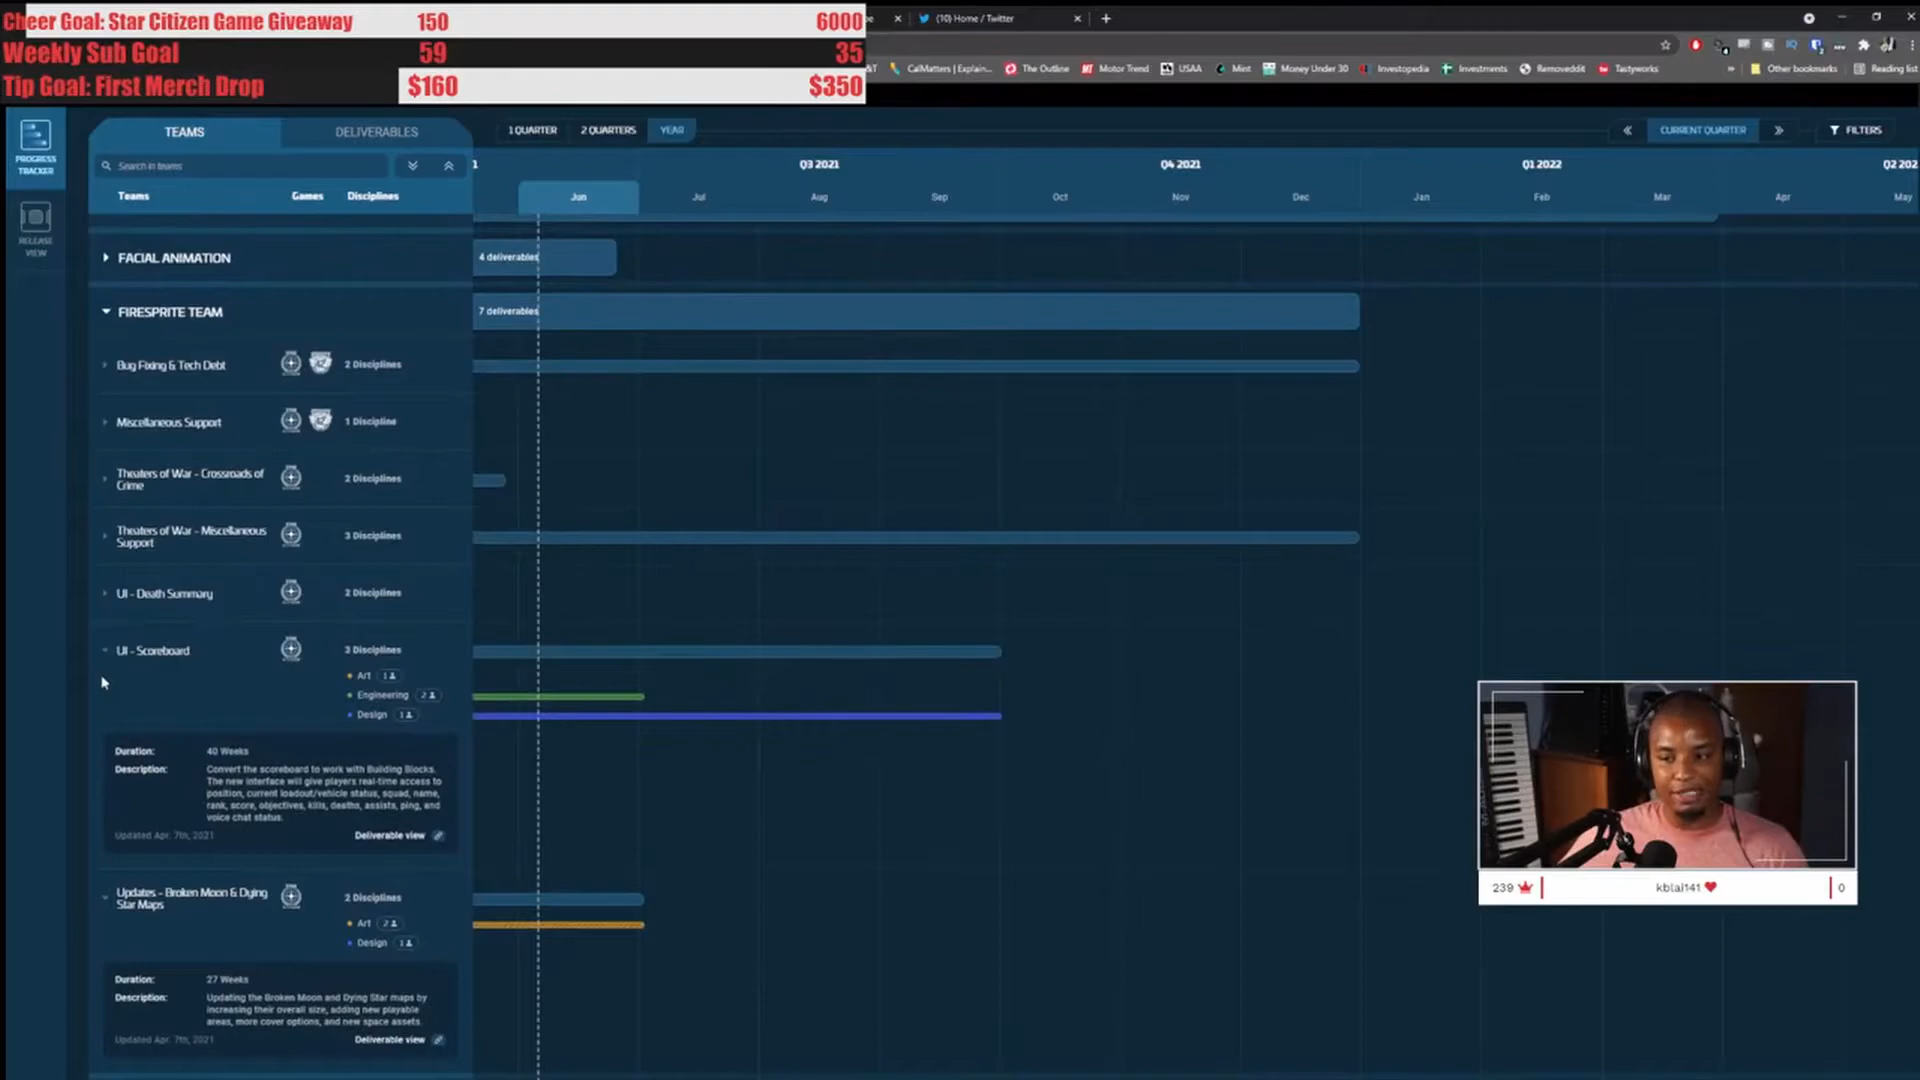 Cheer Goal: Star Citizen Game Giveaway 150 6000
Weekly Sub Goal 59 35
Tip Goal: First Merch Drop $160 $350
(10) Home / Twitter
CalMatters | Explain... The Outline Motor Trend USAA Mint Money Under 30 Investopedia Investments Removeddit Tastyworks Other bookmarks Reading list
PROGRESS TRACKER
RELEASE VIEW
TEAMS DELIVERABLES
1 QUARTER 2 QUARTERS YEAR
CURRENT QUARTER FILTERS
Search in teams
Teams Games Disciplines
Q3 2021 Q4 2021 Q1 2022
Jun Jul Aug Sep Oct Nov Dec Jan Feb Mar Apr May
FACIAL ANIMATION 4 deliverables
FIRESPRITE TEAM 7 deliverables
Bug Fixing & Tech Debt 2 Disciplines
Miscellaneous Support 1 Discipline
Theaters of War - Crossroads of Crime 2 Disciplines
Theaters of War - Miscellaneous Support 3 Disciplines
UI - Death Summary 2 Disciplines
UI - Scoreboard 3 Disciplines
Art 1
Engineering 2
Design 1
Duration: 40 Weeks
Description: Convert the scoreboard to work with Building Blocks.
The new interface will give players real-time access to
position, current loadout/vehicle status, squad, name,
rank, score, objectives, kills, deaths, assists, ping, and
voice chat status.
Updated Apr. 7th, 2021 Deliverable view
Updates - Broken Moon & Dying Star Maps 2 Disciplines
Art 2
Design 1
Duration: 27 Weeks
Description: Updating the Broken Moon and Dying Star maps by
increasing their overall size, adding new playable
areas, more cover options, and new space assets.
Updated Apr. 7th, 2021 Deliverable view
239 kblai141 0